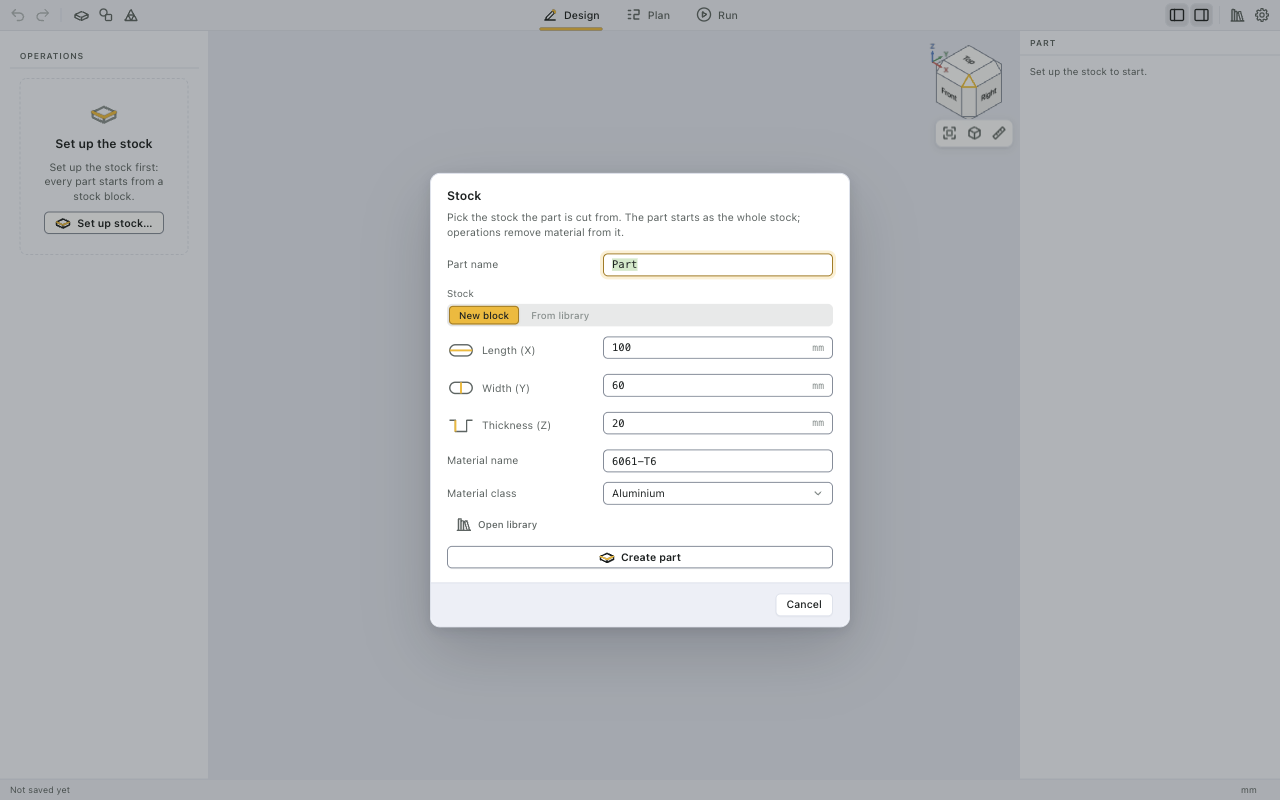 Design
Plan
Run
OPERATIONS
Set up the stock
Set up the stock first:
every part starts from a
stock block.
Set up stock...
Z
Y
X
Top
Front
Right
PART
Set up the stock to start.
Stock
Pick the stock the part is cut from. The part starts as the whole stock;
operations remove material from it.
Part name
Part
Stock
New block
From library
Length (X)
100
mm
Width (Y)
60
mm
Thickness (Z)
20
mm
Material name
6061-T6
Material class
Aluminium
Open library
Create part
Cancel
Not saved yet
mm